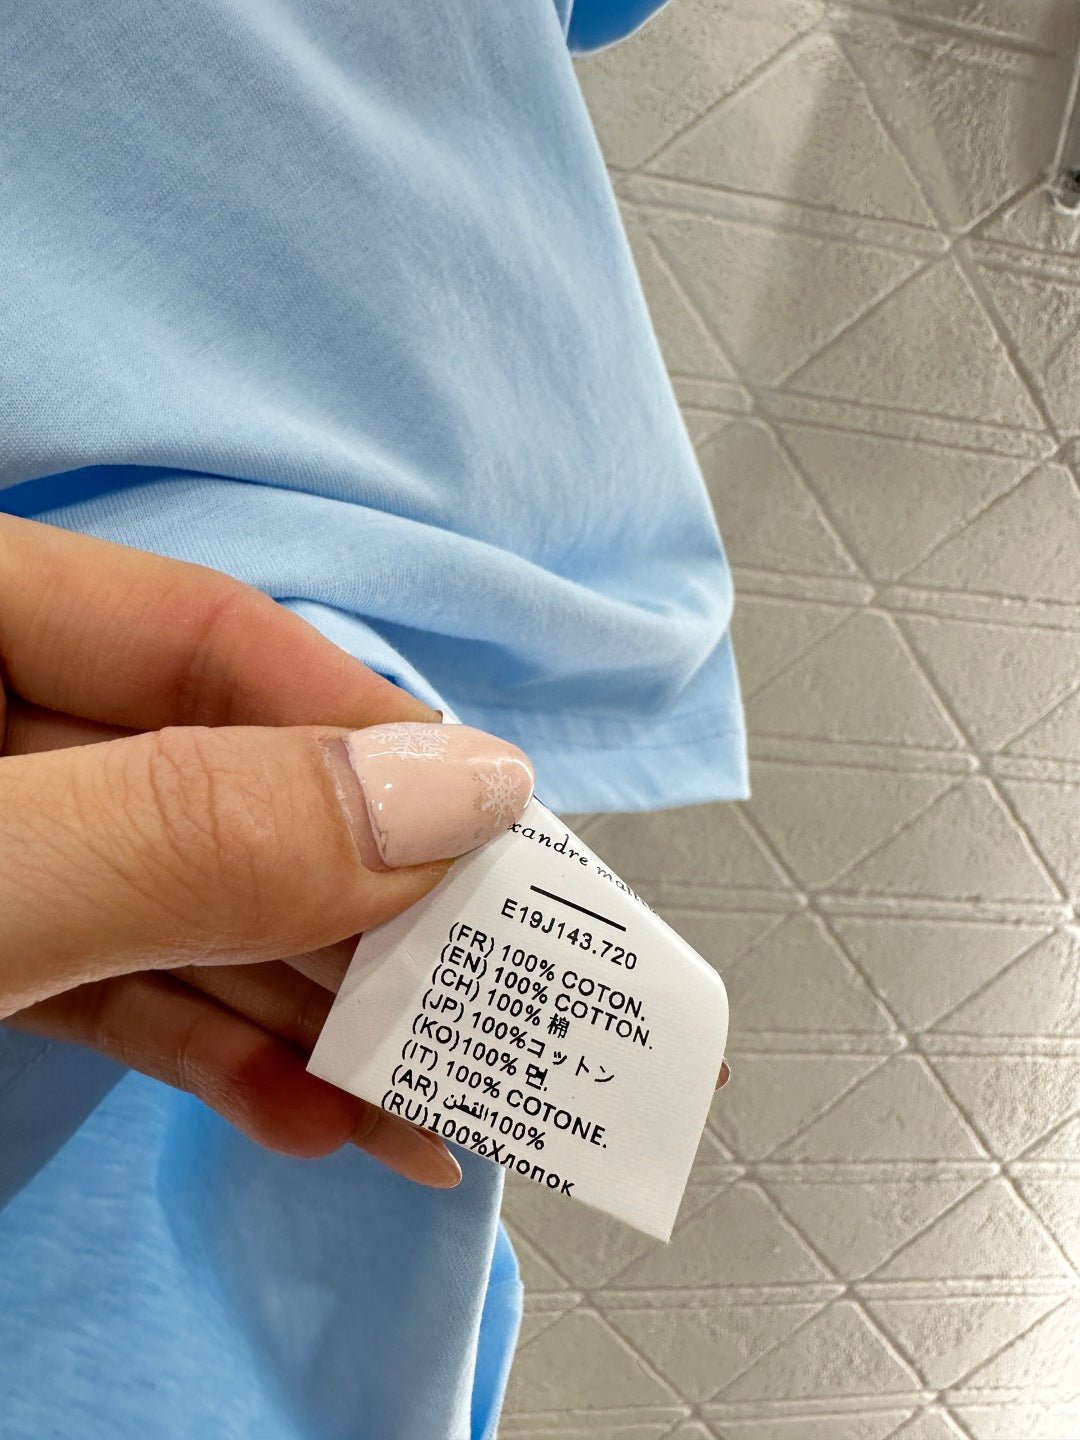 xandre mat
E19J143.720
(FR) 100% COTON.
(EN) 100% COTTON.
(CH) 100% 棉
(JP) 100%コットン
(KO)100% 면.
(IT) 100% COTONE.
(AR) القطن100%
(RU)100%Хлопок